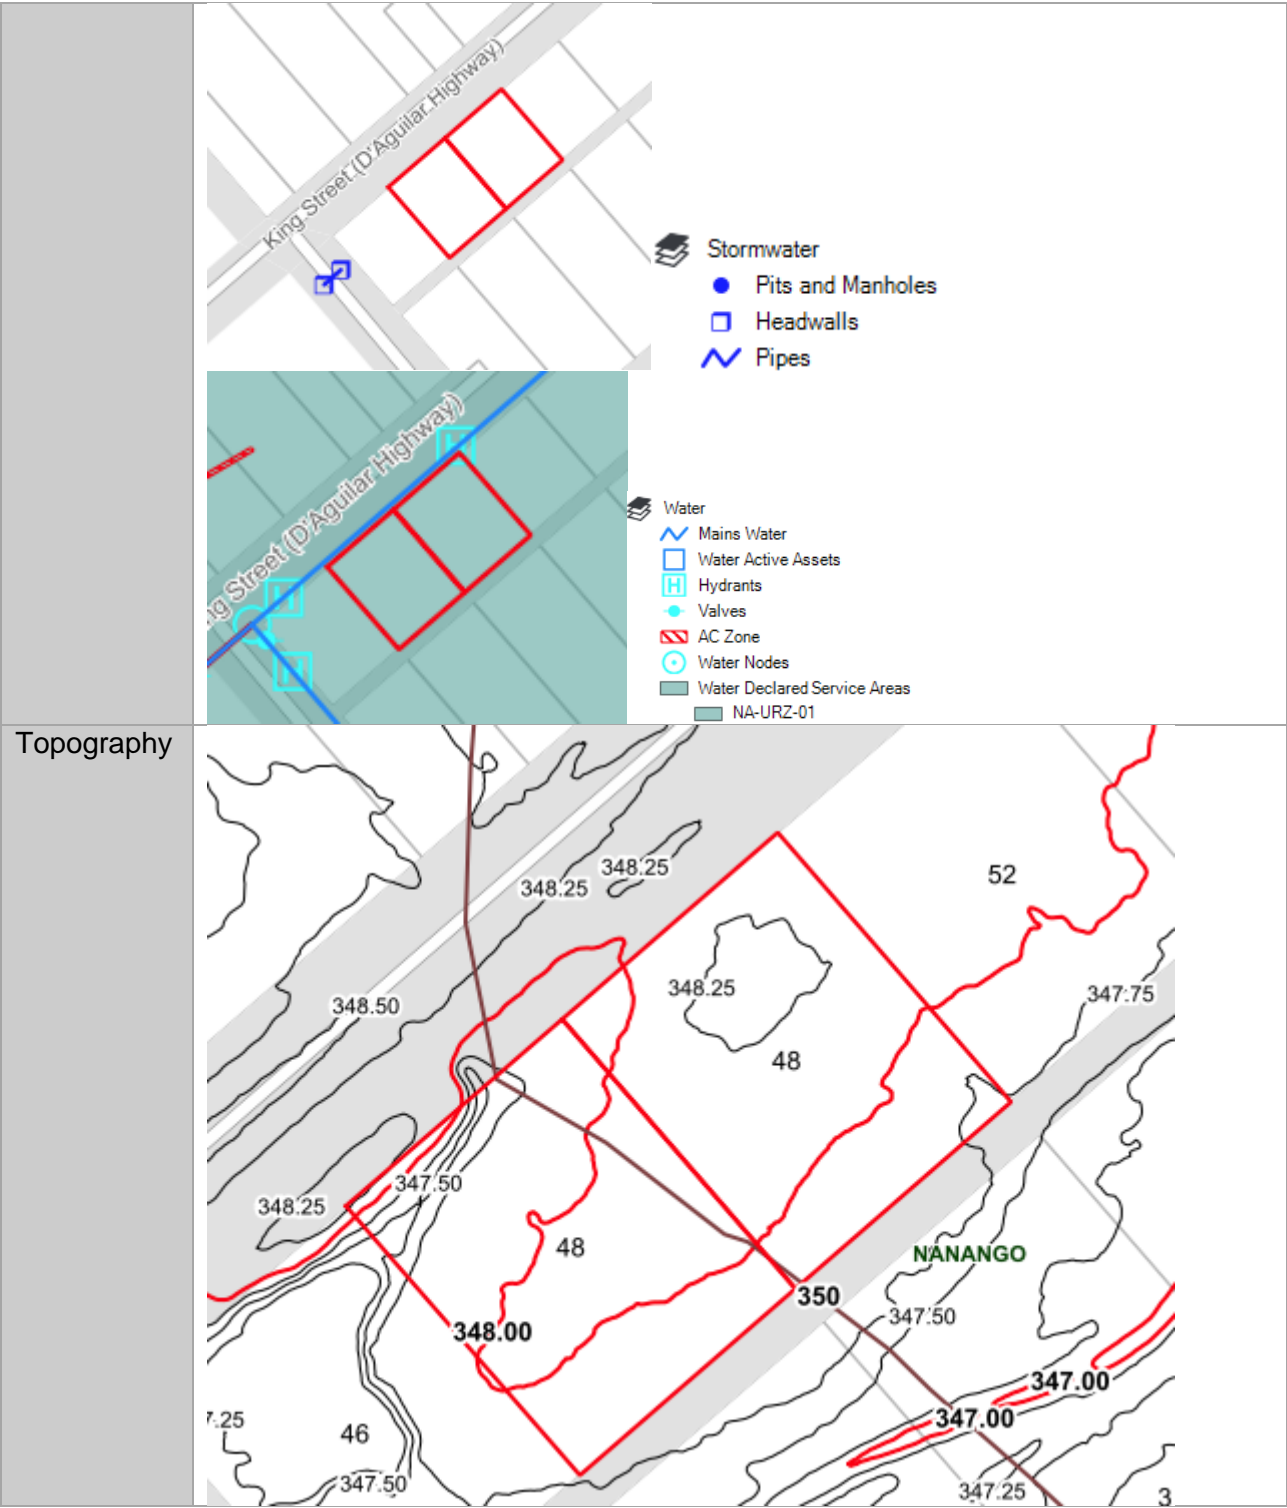 King Street (D'Aguilar Highway)
Stormwater
Pits and Manholes
Headwalls
Pipes
ng Street (D'Aguilar Highway)
H
H
H
Water
Mains Water
Water Active Assets
H Hydrants
Valves
AC Zone
Water Nodes
Water Declared Service Areas
NA-URZ-01
Topography
348.25
348.25
52
348.25
347.75
348.50
48
347.50
348.25
48
NANANGO
350
347.50
348.00
347.00
347.00
7.25
46
347.50
347.25
3